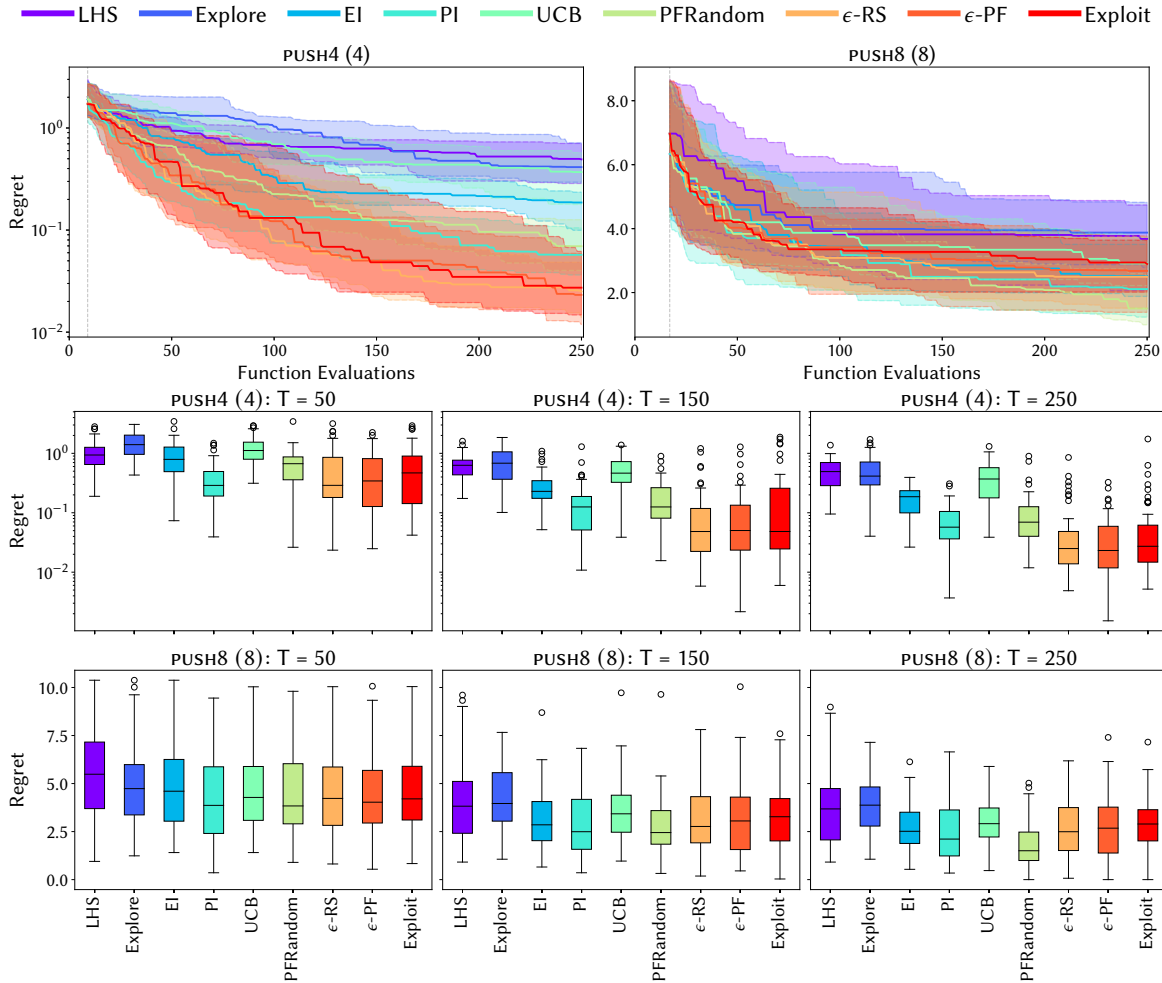 LHS Explore EI PI UCB PFRandom ϵ-RS ϵ-PF Exploit
PUSH4 (4) PUSH8 (8)
Regret
10⁰
10⁻¹
10⁻²
0 50 100 150 200 250
Function Evaluations
8.0
6.0
4.0
2.0
0 50 100 150 200 250
Function Evaluations
PUSH4 (4): T = 50 PUSH4 (4): T = 150 PUSH4 (4): T = 250
Regret
10⁰
10⁻¹
10⁻²
PUSH8 (8): T = 50 PUSH8 (8): T = 150 PUSH8 (8): T = 250
Regret
10.0
7.5
5.0
2.5
0.0
LHS Explore EI PI UCB PFRandom ϵ-RS ϵ-PF Exploit
LHS Explore EI PI UCB PFRandom ϵ-RS ϵ-PF Exploit
LHS Explore EI PI UCB PFRandom ϵ-RS ϵ-PF Exploit